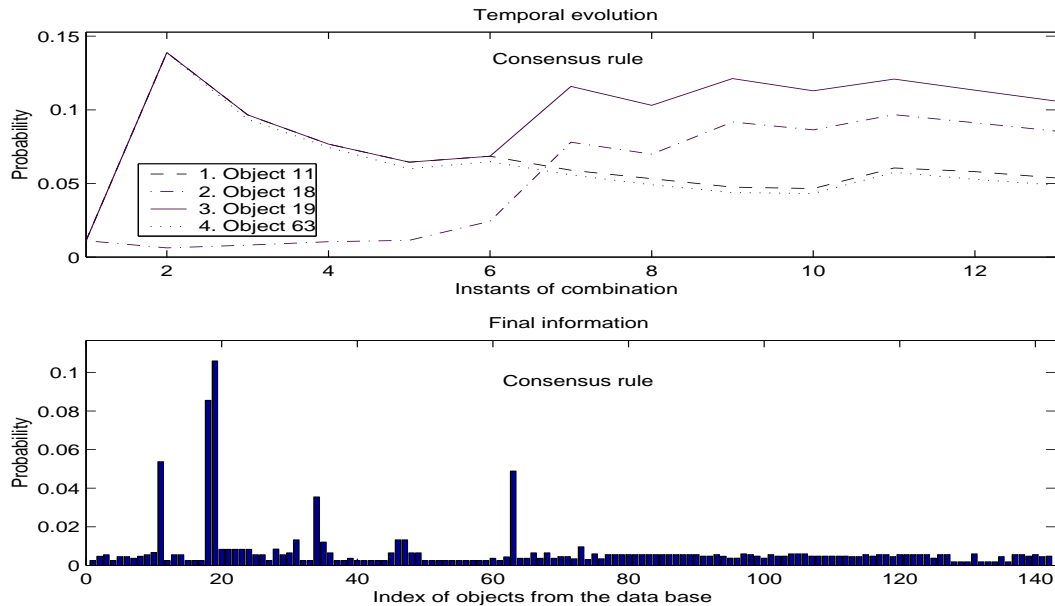 Temporal evolution
0.15
Consensus rule
0.1
Probability
0.05
1. Object 11
2. Object 18
3. Object 19
4. Object 63
0
2 4 6 8 10 12
Instants of combination
Final information
0.1
Consensus rule
0.08
Probability
0.06
0.04
0.02
0
0 20 40 60 80 100 120 140
Index of objects from the data base